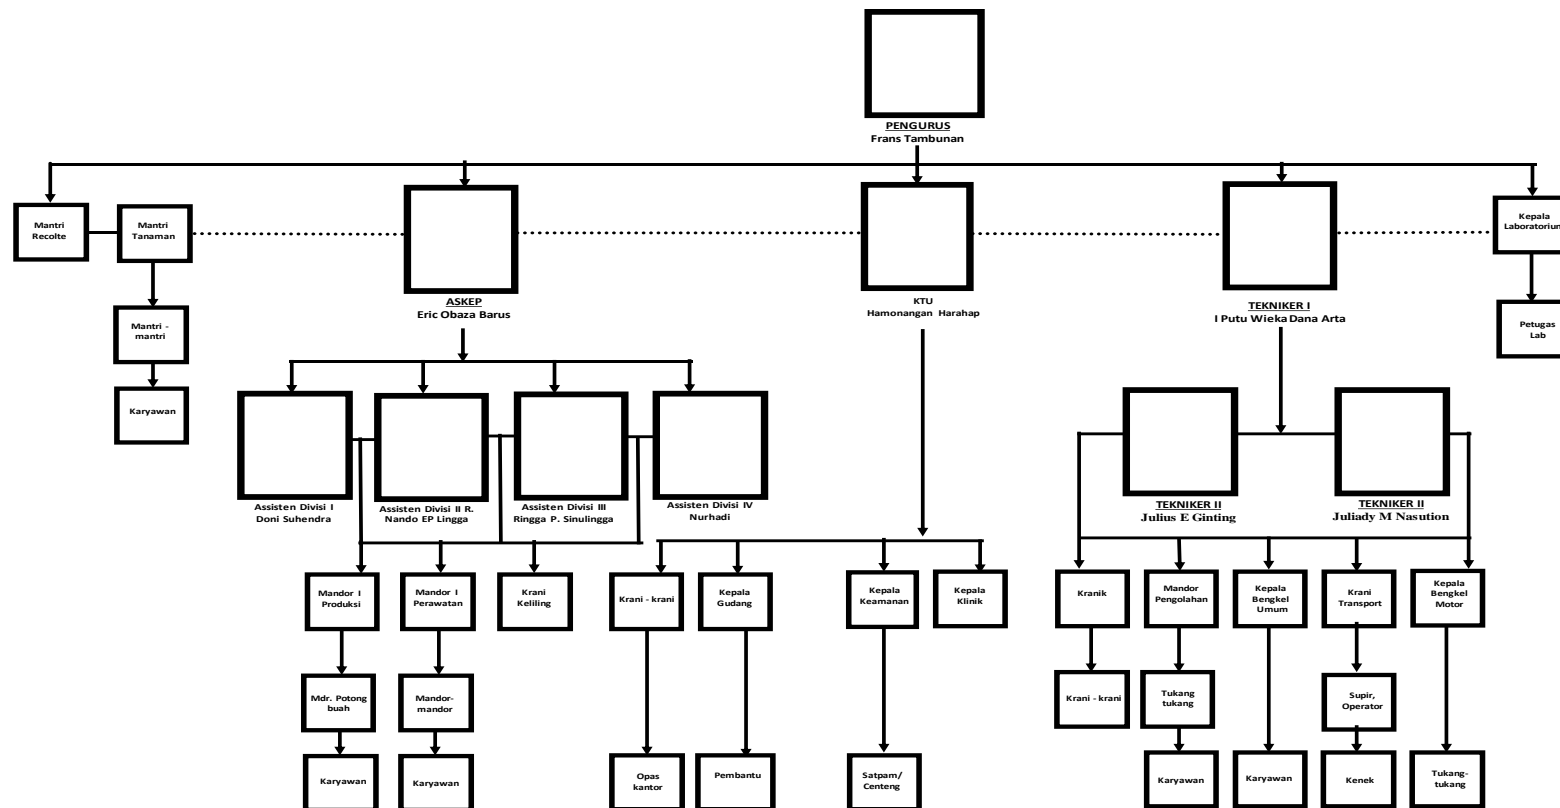 PENGURUS
Frans Tambunan
Mantri
Recolte
Mantri
Tanaman
Kepala
Laboratorium
ASKEP
Eric Obaza Barus
KTU
Hamonangan Harahap
TEKNIKER I
I Putu Wieka Dana Arta
Mantri -
mantri
Petugas
Lab
Karyawan
Assisten Divisi I
Doni Suhendra
Assisten Divisi II R.
Nando EP Lingga
Assisten Divisi III
Ringga P. Sinulingga
Assisten Divisi IV
Nurhadi
TEKNIKER II
Julius E Ginting
TEKNIKER II
Juliady M Nasution
Mandor I
Produksi
Mandor I
Perawatan
Krani
Keliling
Krani - krani
Kepala
Gudang
Kepala
Keamanan
Kepala
Klinik
Kranik
Mandor
Pengolahan
Kepala
Bengkel
Umum
Krani
Transport
Kepala
Bengkel
Motor
Mdr. Potong
buah
Mandor-
mandor
Krani - krani
Tukang
tukang
Supir,
Operator
Karyawan
Karyawan
Opas
kantor
Pembantu
Satpam/
Centeng
Karyawan
Karyawan
Kenek
Tukang-
tukang